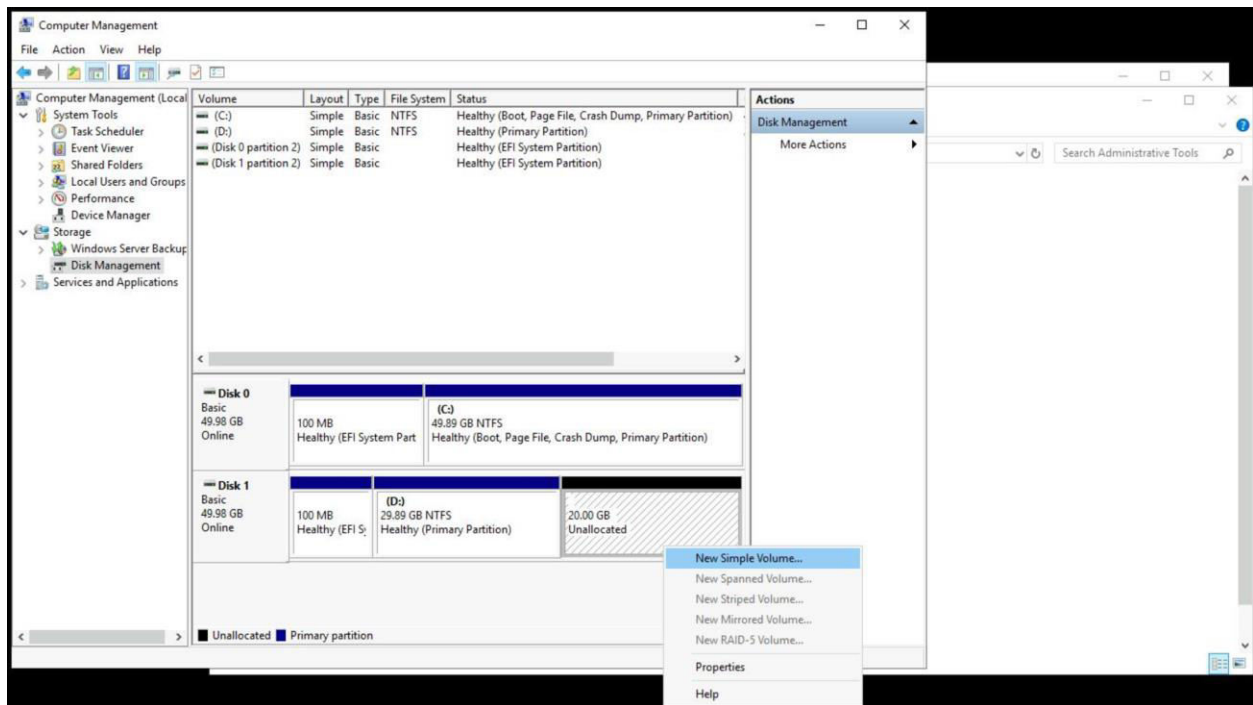 Computer Management
File Action View Help
Computer Management (Local
System Tools
Task Scheduler
Event Viewer
Shared Folders
Local Users and Groups
Performance
Device Manager
Storage
Windows Server Backup
Disk Management
Services and Applications
Volume Layout Type File System Status
(C:) Simple Basic NTFS Healthy (Boot, Page File, Crash Dump, Primary Partition)
(D:) Simple Basic NTFS Healthy (Primary Partition)
(Disk 0 partition 2) Simple Basic Healthy (EFI System Partition)
(Disk 1 partition 2) Simple Basic Healthy (EFI System Partition)
Disk 0
Basic
49.98 GB
Online
100 MB
Healthy (EFI System Part
(C:)
49.89 GB NTFS
Healthy (Boot, Page File, Crash Dump, Primary Partition)
Disk 1
Basic
49.98 GB
Online
100 MB
Healthy (EFI Sy
(D:)
29.89 GB NTFS
Healthy (Primary Partition)
20.00 GB
Unallocated
Unallocated Primary partition
Actions
Disk Management
More Actions
New Simple Volume...
New Spanned Volume...
New Striped Volume...
New Mirrored Volume...
New RAID-5 Volume...
Properties
Help
Search Administrative Tools